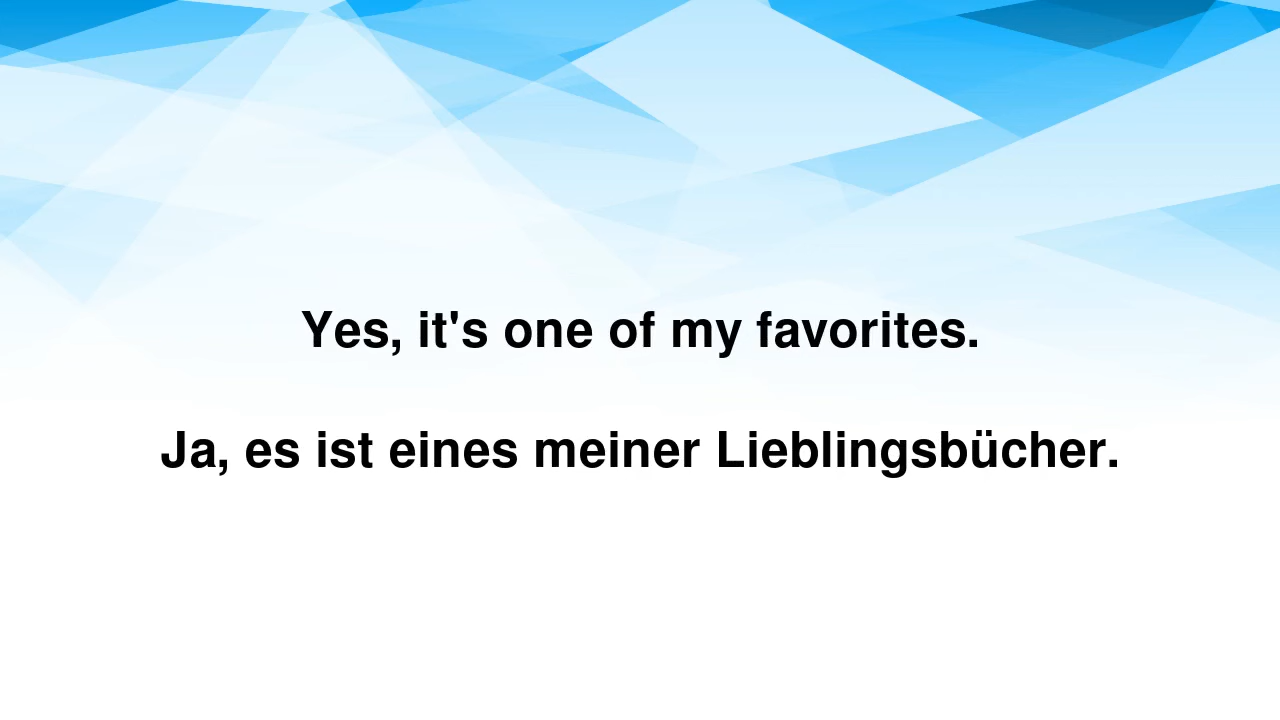 Yes, it's one of my favorites.
Ja, es ist eines meiner Lieblingsbücher.